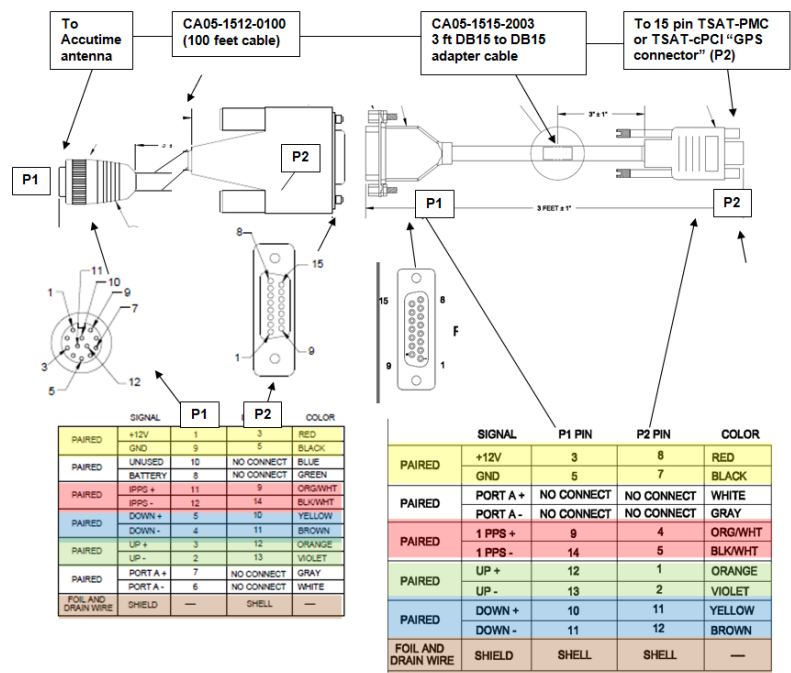 To
Accutime
antenna
CA05-1512-0100
(100 feet cable)
CA05-1515-2003
3 ft DB15 to DB15
adapter cable
To 15 pin TSAT-PMC
or TSAT-cPCI “GPS
connector” (P2)
3" ± 1"
P1
P2
P1
3 FEET ± 1"
P2
8
15
1
9
11
10
1
9
7
3
12
5
15
8
9
1
P1
P2
SIGNAL
COLOR
PAIRED
+12V 1 3 RED
GND 9 5 BLACK
PAIRED
UNUSED 10 NO CONNECT BLUE
BATTERY 8 NO CONNECT GREEN
PAIRED
IPPS + 11 9 ORG/WHT
IPPS - 12 14 BLK/WHT
PAIRED
DOWN + 5 10 YELLOW
DOWN - 4 11 BROWN
PAIRED
UP + 3 12 ORANGE
UP - 2 13 VIOLET
PAIRED
PORT A + 7 NO CONNECT GRAY
PORT A - 6 NO CONNECT WHITE
FOIL AND
DRAIN WIRE
SHIELD — SHELL —
SIGNAL P1 PIN P2 PIN COLOR
PAIRED
+12V 3 8 RED
GND 5 7 BLACK
PAIRED
PORT A + NO CONNECT NO CONNECT WHITE
PORT A - NO CONNECT NO CONNECT GRAY
PAIRED
1 PPS + 9 4 ORG/WHT
1 PPS - 14 5 BLK/WHT
PAIRED
UP + 12 1 ORANGE
UP - 13 2 VIOLET
PAIRED
DOWN + 10 11 YELLOW
DOWN - 11 12 BROWN
FOIL AND
DRAIN WIRE
SHIELD SHELL SHELL —